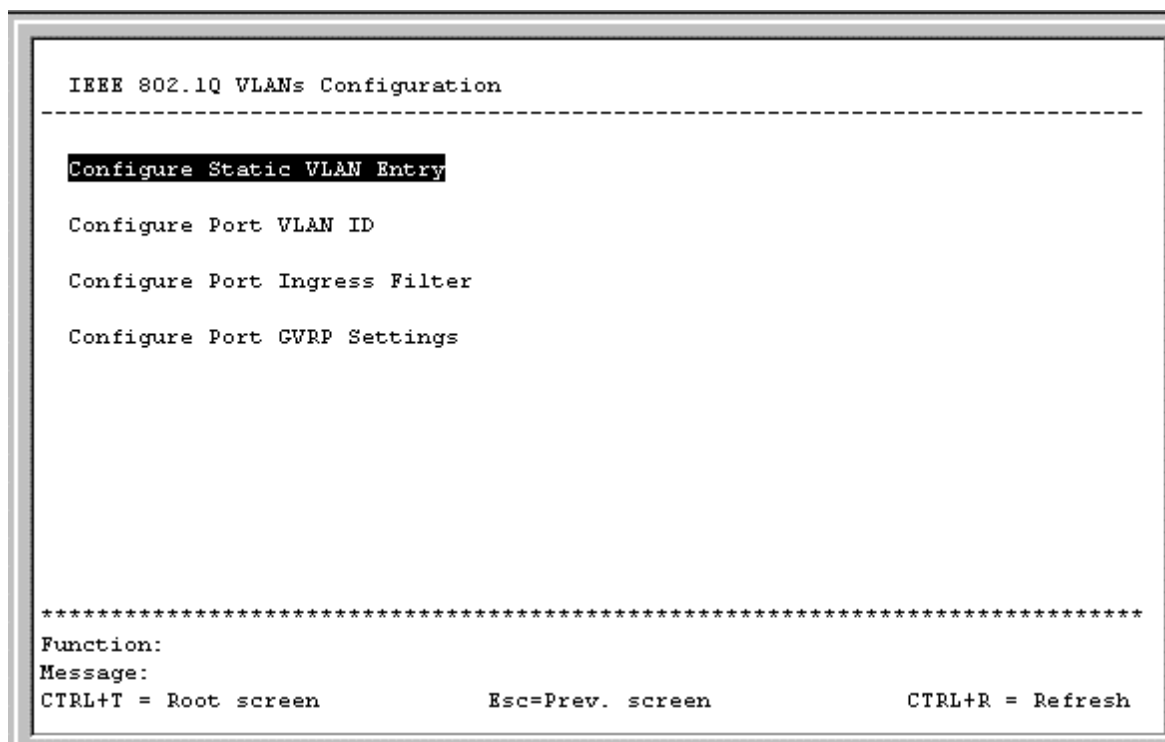 IEEE 802.1Q VLANs Configuration
-------------------------------------------------------------------------------
Configure Static VLAN Entry
Configure Port VLAN ID
Configure Port Ingress Filter
Configure Port GVRP Settings
*******************************************************************************
Function:
Message:
CTRL+T = Root screen Esc=Prev. screen CTRL+R = Refresh